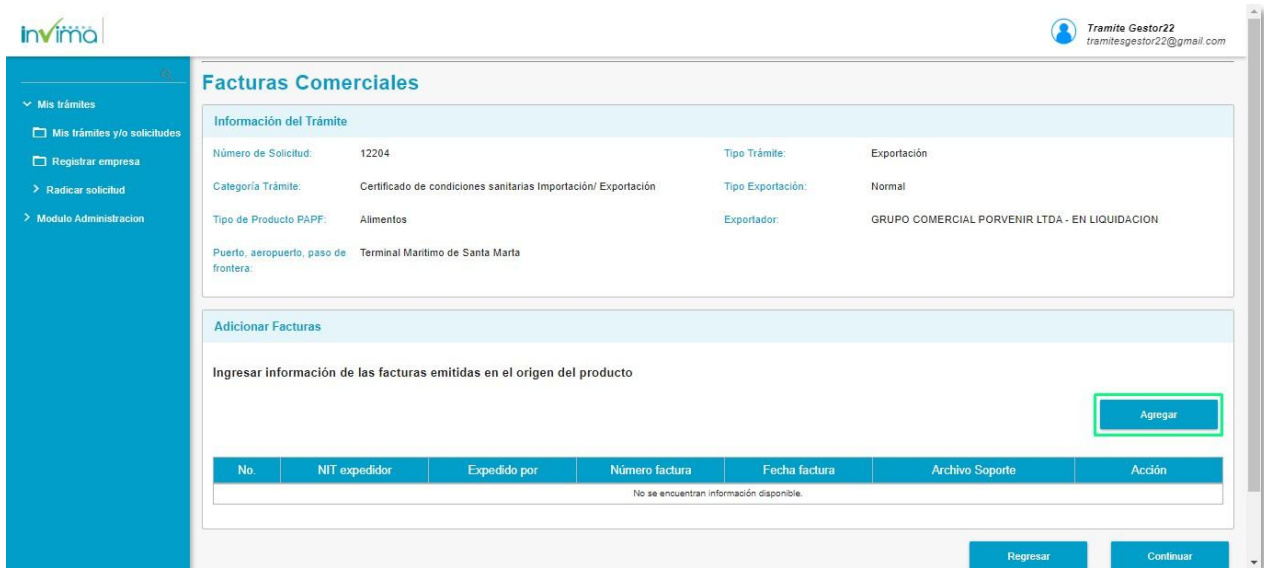 invima
Tramite Gestor22
tramitesgestor22@gmail.com
Mis trámites
Mis trámites y/o solicitudes
Registrar empresa
Radicar solicitud
Modulo Administracion
Facturas Comerciales
Información del Trámite
Número de Solicitud: 12204 Tipo Trámite: Exportación
Categoría Trámite: Certificado de condiciones sanitarias Importación/ Exportación Tipo Exportación: Normal
Tipo de Producto PAPF: Alimentos Exportador: GRUPO COMERCIAL PORVENIR LTDA - EN LIQUIDACION
Puerto, aeropuerto, paso de Terminal Maritimo de Santa Marta
frontera:
Adicionar Facturas
Ingresar información de las facturas emitidas en el origen del producto
Agregar
No. NIT expedidor Expedido por Número factura Fecha factura Archivo Soporte Acción
No se encuentran información disponible.
Regresar Continuar